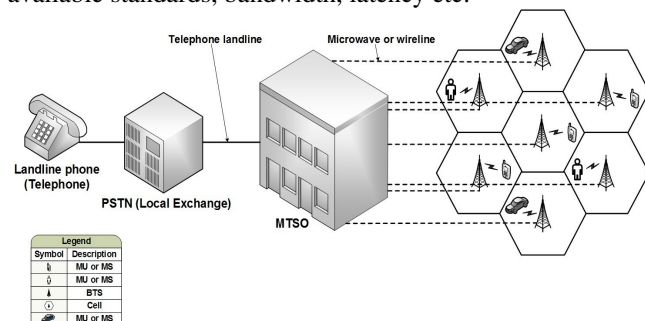 available standards, bandwidth, latency etc.
Telephone landline
Microwave or wireline
Landline phone
(Telephone)
PSTN (Local Exchange)
MTSO
Legend
Symbol Description
MU or MS
MU or MS
BTS
Cell
MU or MS